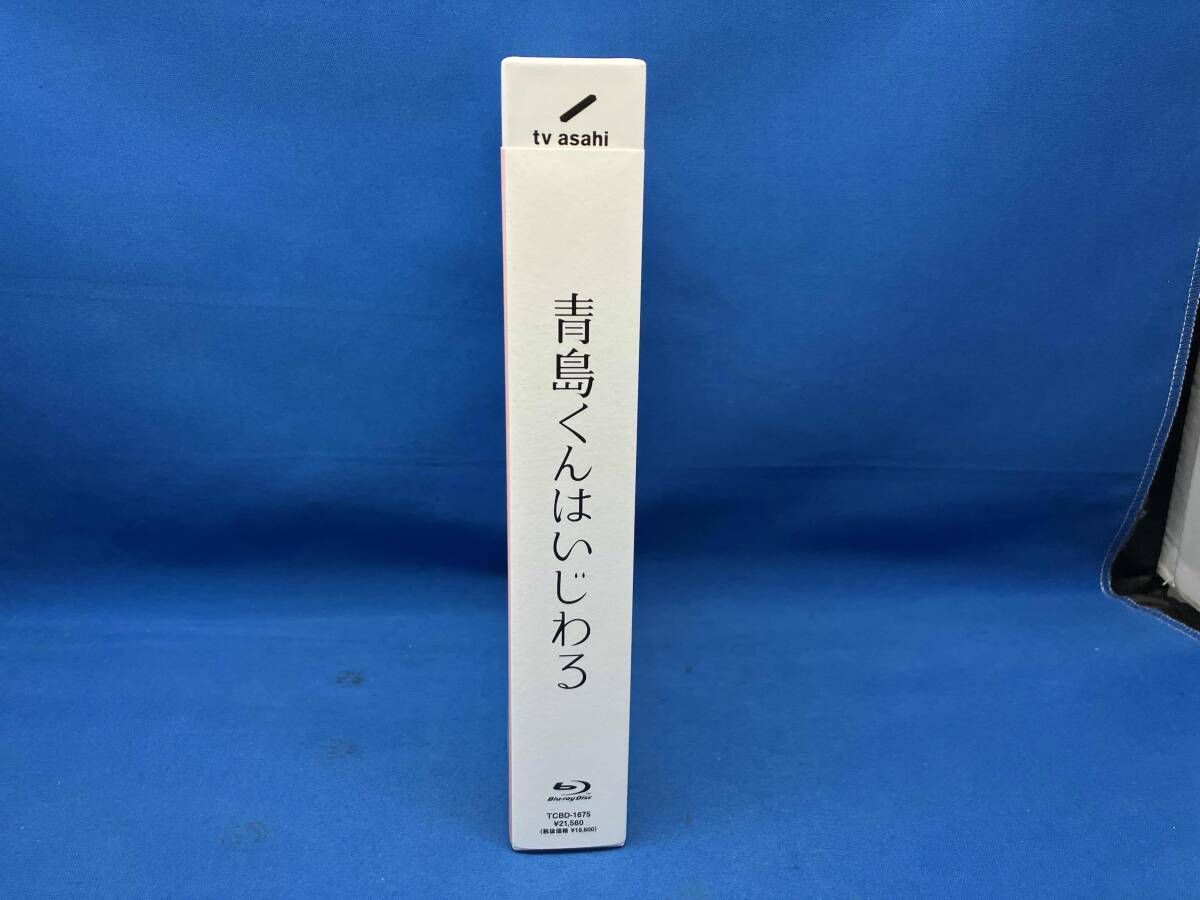 tv asahi
青島くんはいじわる
Blu-ray Disc
TCBD-1675
¥21,560
(税抜価格 ¥19,600)